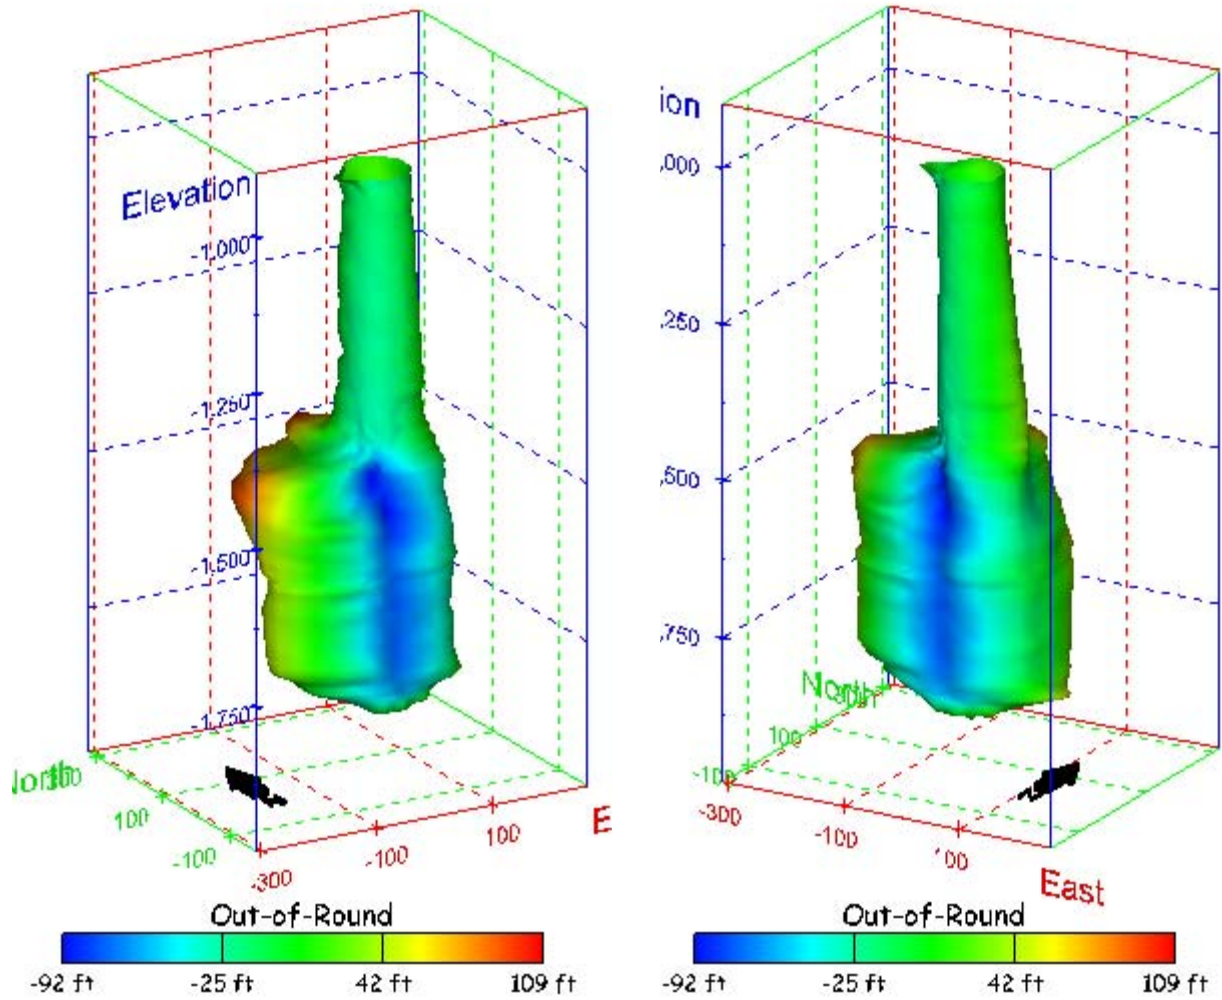 Elevation
-1,000
-1,250
-1,500
-1,750
North
100
-100
-300
-100
100
E
Out-of-Round
-92 ft
-25 ft
42 ft
109 ft
ion
,000
,250
,500
,750
North
100
-100
-300
-100
100
East
Out-of-Round
-92 ft
-25 ft
42 ft
109 ft